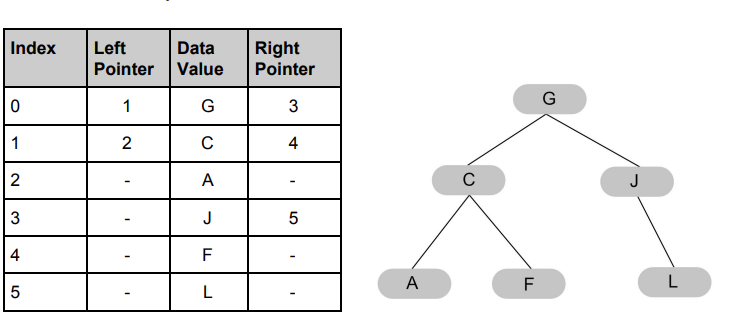 Index Left Pointer Data Value Right Pointer
0 1 G 3
1 2 C 4
2 - A -
3 - J 5
4 - F -
5 - L -
G
C J
A F L